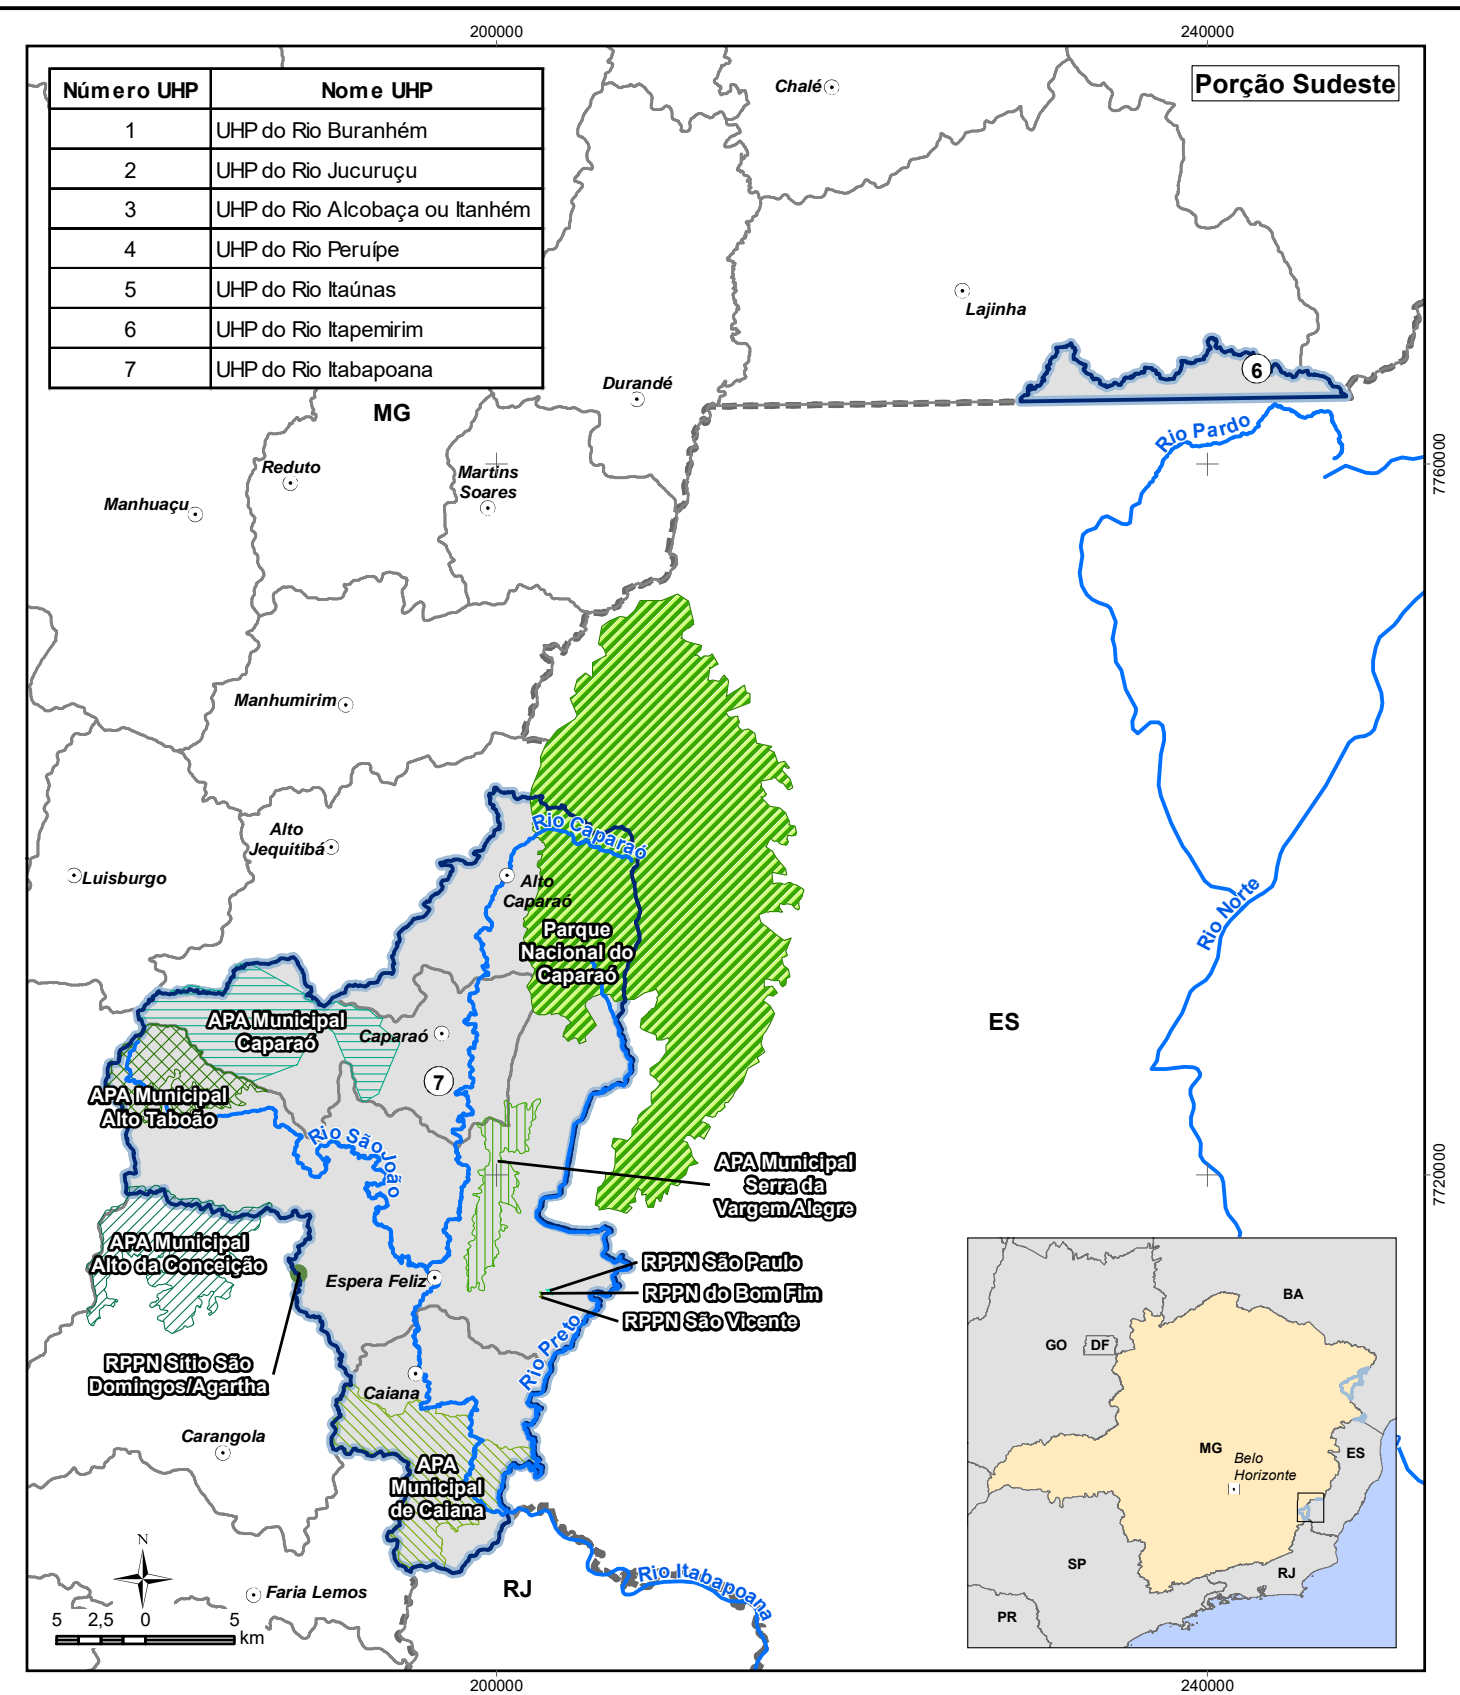 200000
240000
Porção Sudeste
Número UHP Nome UHP
1 UHP do Rio Buranhém
2 UHP do Rio Jucuruçu
3 UHP do Rio Alcobaça ou Itanhém
4 UHP do Rio Peruípe
5 UHP do Rio Itaúnas
6 UHP do Rio Itapemirim
7 UHP do Rio Itabapoana
Chalé
Lajinha
Durandé
MG
6
Rio Pardo
Reduto
Martins
Soares
Manhuaçu
7760000
Manhumirim
Alto
Jequitibá
Luisburgo
Rio Caparaó
Alto
Caparaó
Parque
Nacional do
Caparaó
Rio Norte
APA Municipal
Caparaó
Caparaó
ES
7
APA Municipal
Alto Taboão
Rio São João
APA Municipal
Serra da
Vargem Alegre
7720000
APA Municipal
Alto da Conceição
Espera Feliz
RPPN São Paulo
RPPN do Bom Fim
RPPN São Vicente
Rio Preto
RPPN Sítio São
Domingos/Agartha
Caiana
Carangola
APA
Municipal
de Caiana
Faria Lemos
RJ
Rio Itabapoana
N
5 2,5 0 5
km
BA
GO
DF
MG
Belo
Horizonte
ES
SP
RJ
PR
200000
240000